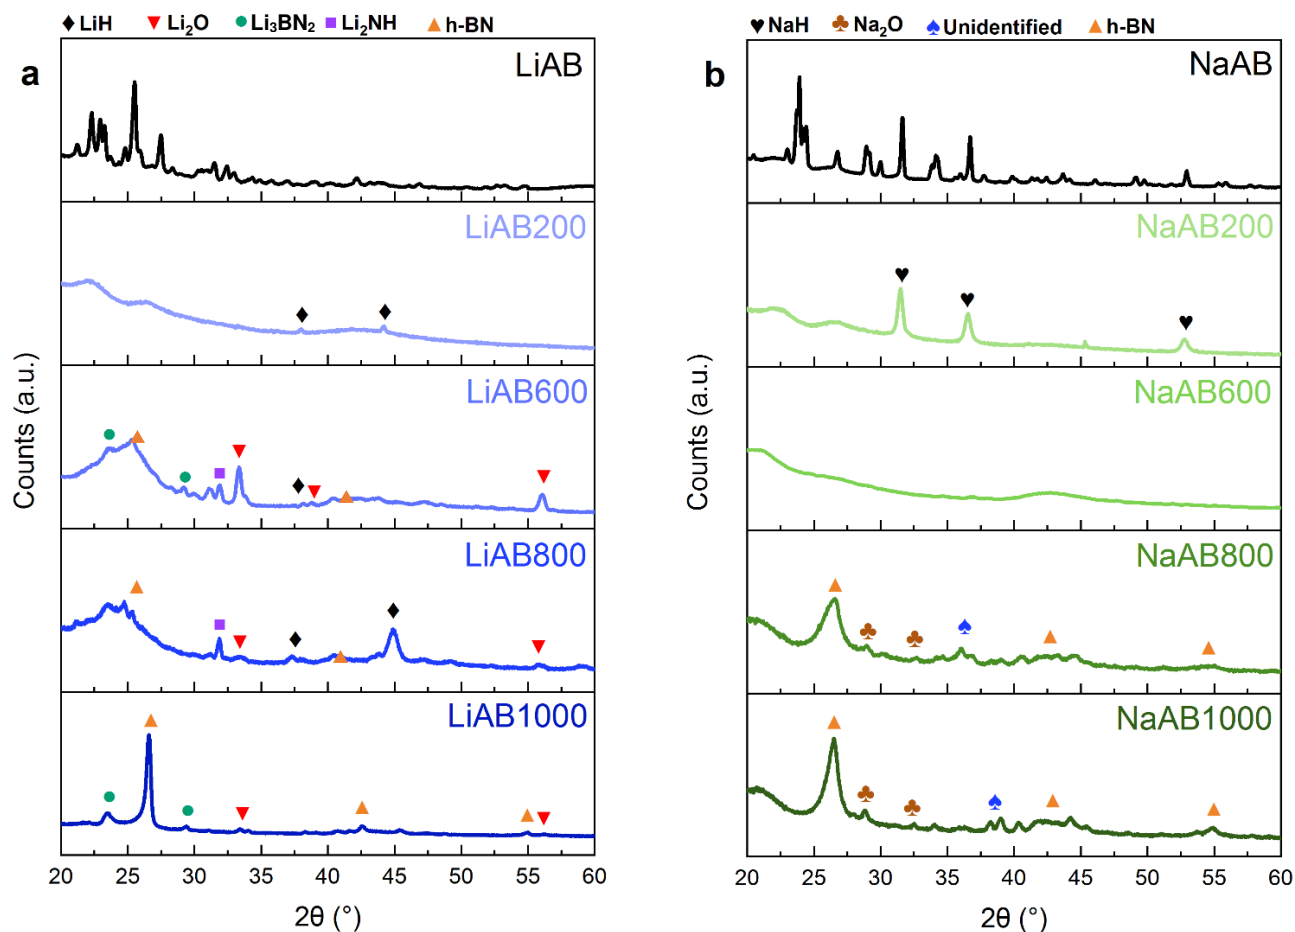 LiH Li₂O Li₃BN₂ Li₂NH h-BN
a
LiAB
LiAB200
LiAB600
LiAB800
LiAB1000
Counts (a.u.)
20 25 30 35 40 45 50 55 60
2θ (°)
NaH Na₂O Unidentified h-BN
b
NaAB
NaAB200
NaAB600
NaAB800
NaAB1000
Counts (a.u.)
20 25 30 35 40 45 50 55 60
2θ (°)